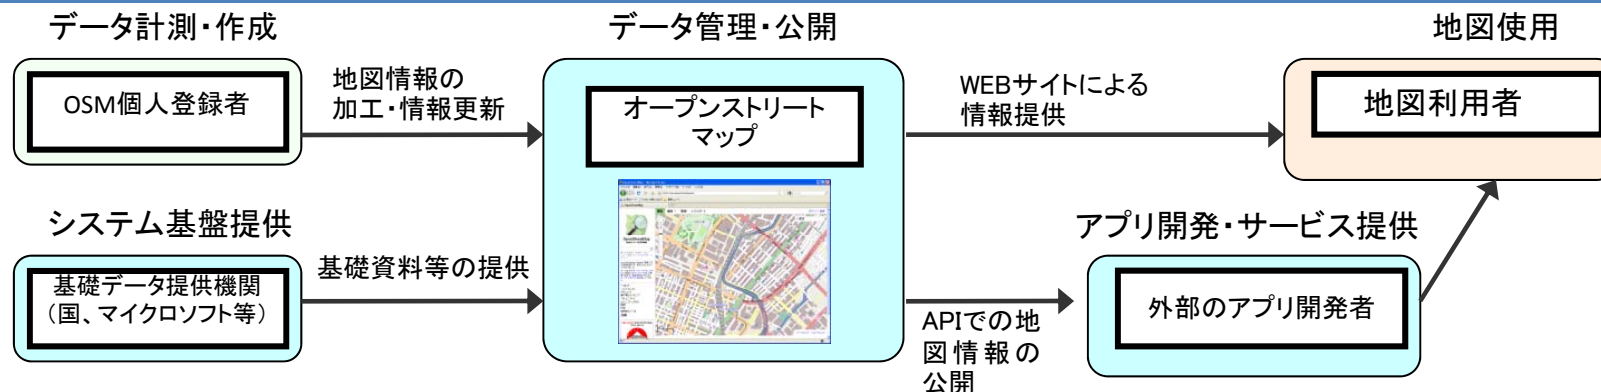 データ計測・作成
データ管理・公開
地図使用
OSM個人登録者
地図情報の
加工・情報更新
オープンストリート
マップ
WEBサイトによる
情報提供
地図利用者
システム基盤提供
アプリ開発・サービス提供
基礎データ提供機関
（国、マイクロソフト等）
基礎資料等の提供
外部のアプリ開発者
APIでの地
図情報の
公開